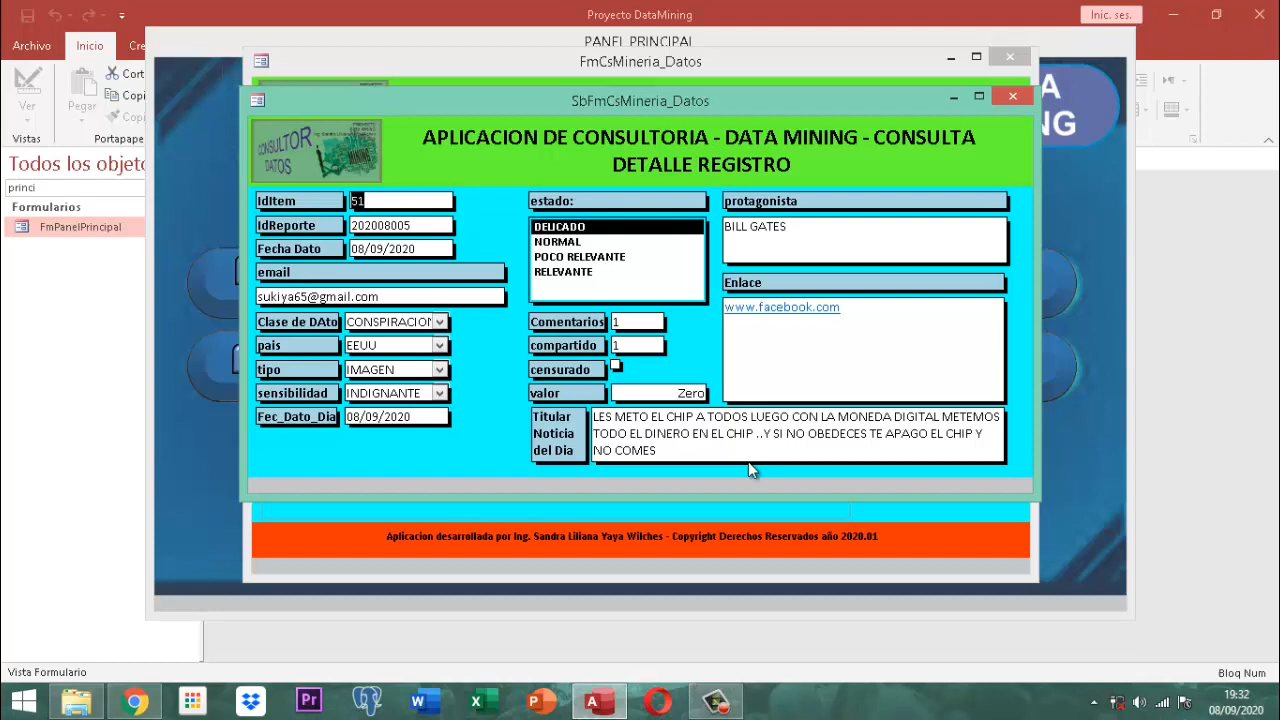 Proyecto DataMining
Inic. ses.
Archivo
Inicio
Cre
Ver
Pegar
Cort
Copi
Copia
Vistas
Portapape
PANEL PRINCIPAL
FmCsMineria_Datos
SbFmCsMineria_Datos
A
NG
Todos los objeto
princi
Formularios
FmPanelPrincipal
CONSULTOR
DATOS
APLICACION DE CONSULTORIA - DATA MINING - CONSULTA
DETALLE REGISTRO
IdItem 51
IdReporte 202008005
Fecha Dato 08/09/2020
email
sukiya65@gmail.com
Clase de DAto CONSPIRACION
pais EEUU
tipo IMAGEN
sensibilidad INDIGNANTE
Fec_Dato_Dia 08/09/2020
estado:
DELICADO
NORMAL
POCO RELEVANTE
RELEVANTE
Comentarios 1
compartido 1
censurado
valor Zero
protagonista
BILL GATES
Enlace
www.facebook.com
Titular
Noticia
del Dia
LES METO EL CHIP A TODOS LUEGO CON LA MONEDA DIGITAL METEMOS
TODO EL DINERO EN EL CHIP ..Y SI NO OBEDECES TE APAGO EL CHIP Y
NO COMES
Aplicacion desarrollada por Ing. Sandra Liliana Yaya Wilches - Copyright Derechos Reservados año 2020.01
Vista Formulario
Bloq Num
19:32
08/09/2020